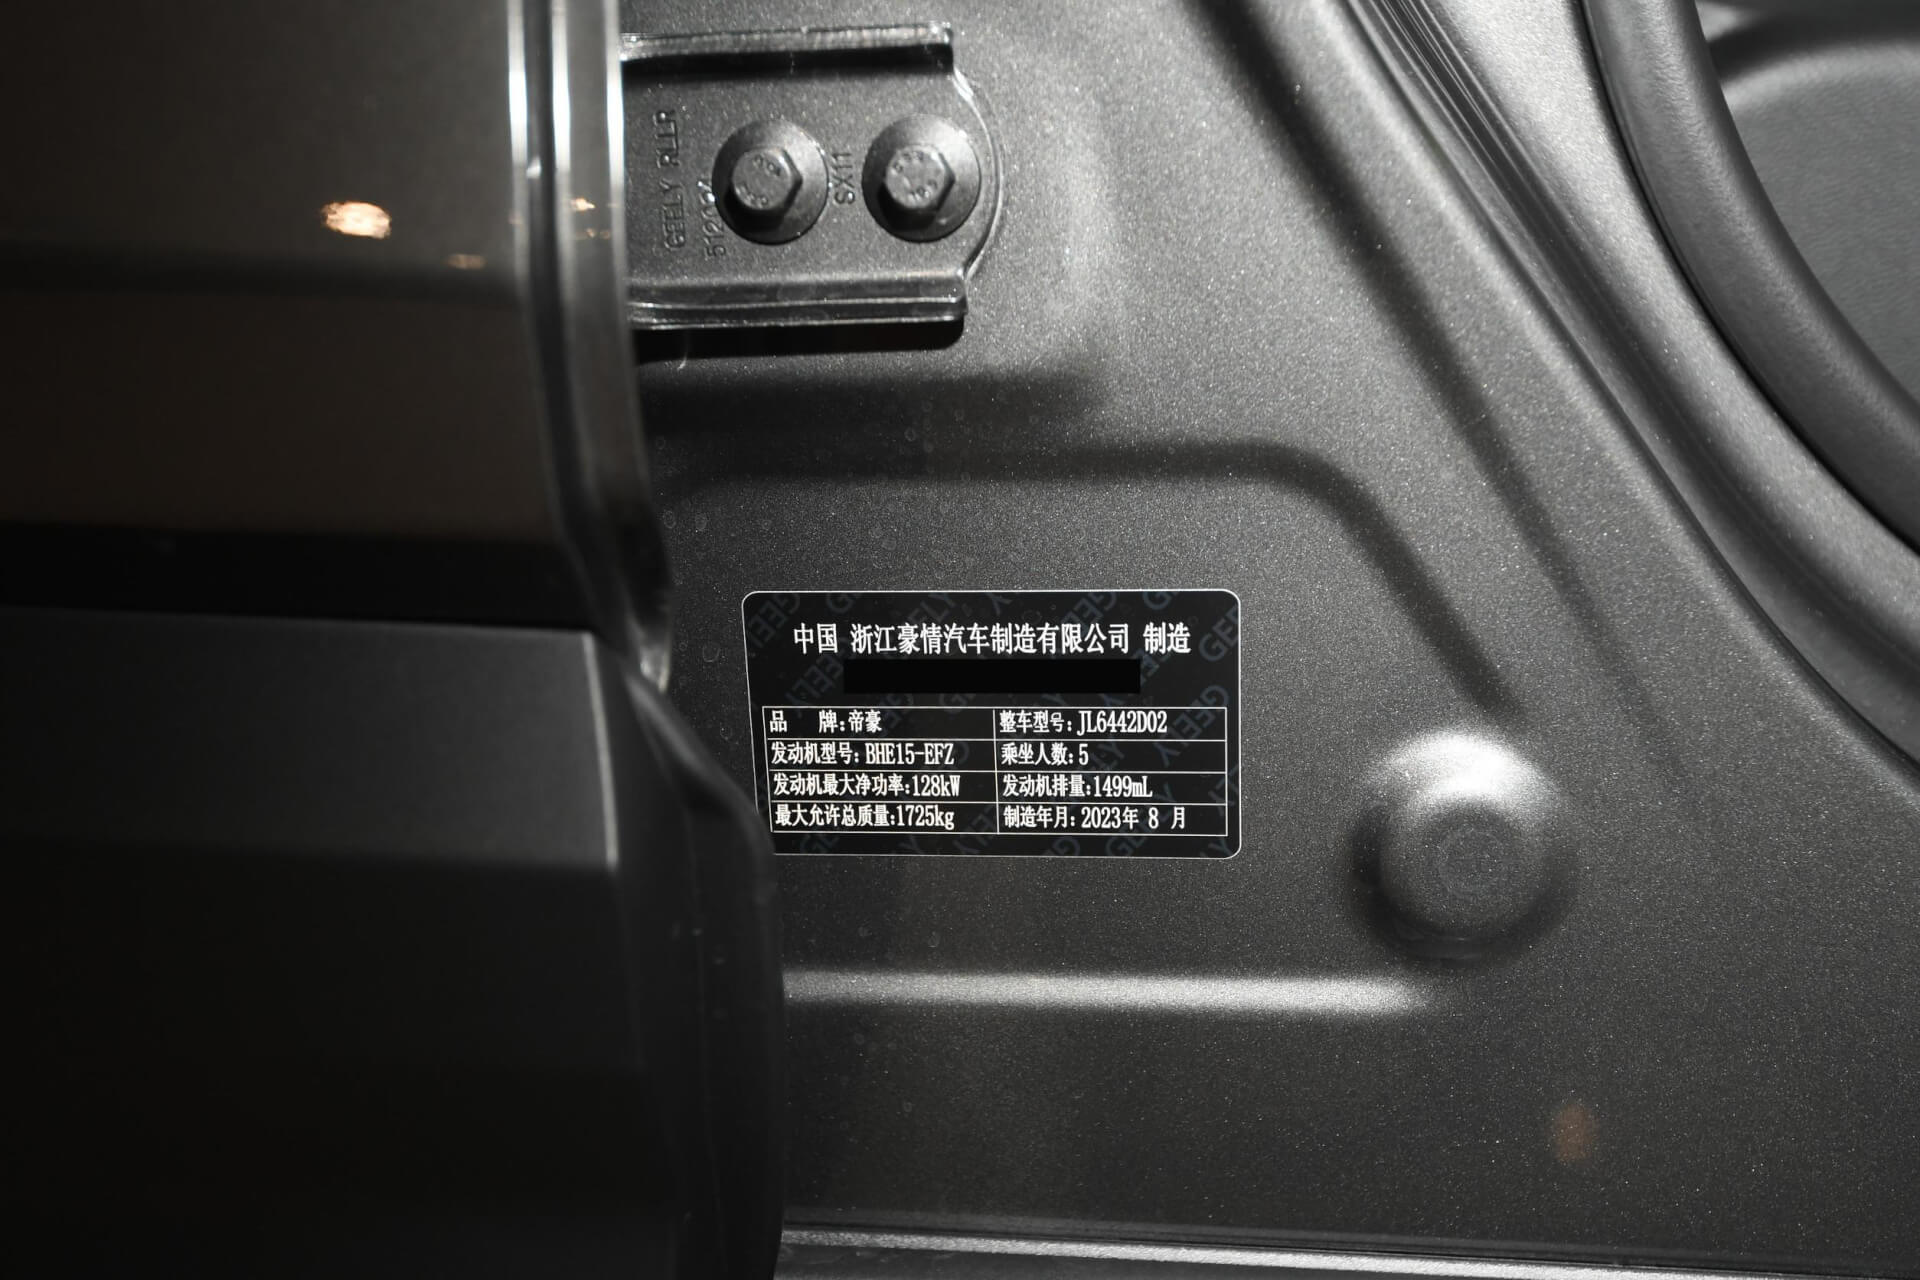 GEELY RLLR
SX11
中国 浙江豪情汽车制造有限公司 制造
品 牌:帝豪 整车型号:JL6442D02
发动机型号:BHE15-EFZ 乘坐人数:5
发动机最大净功率:128kW 发动机排量:1499mL
最大允许总质量:1725kg 制造年月:2023年 8 月